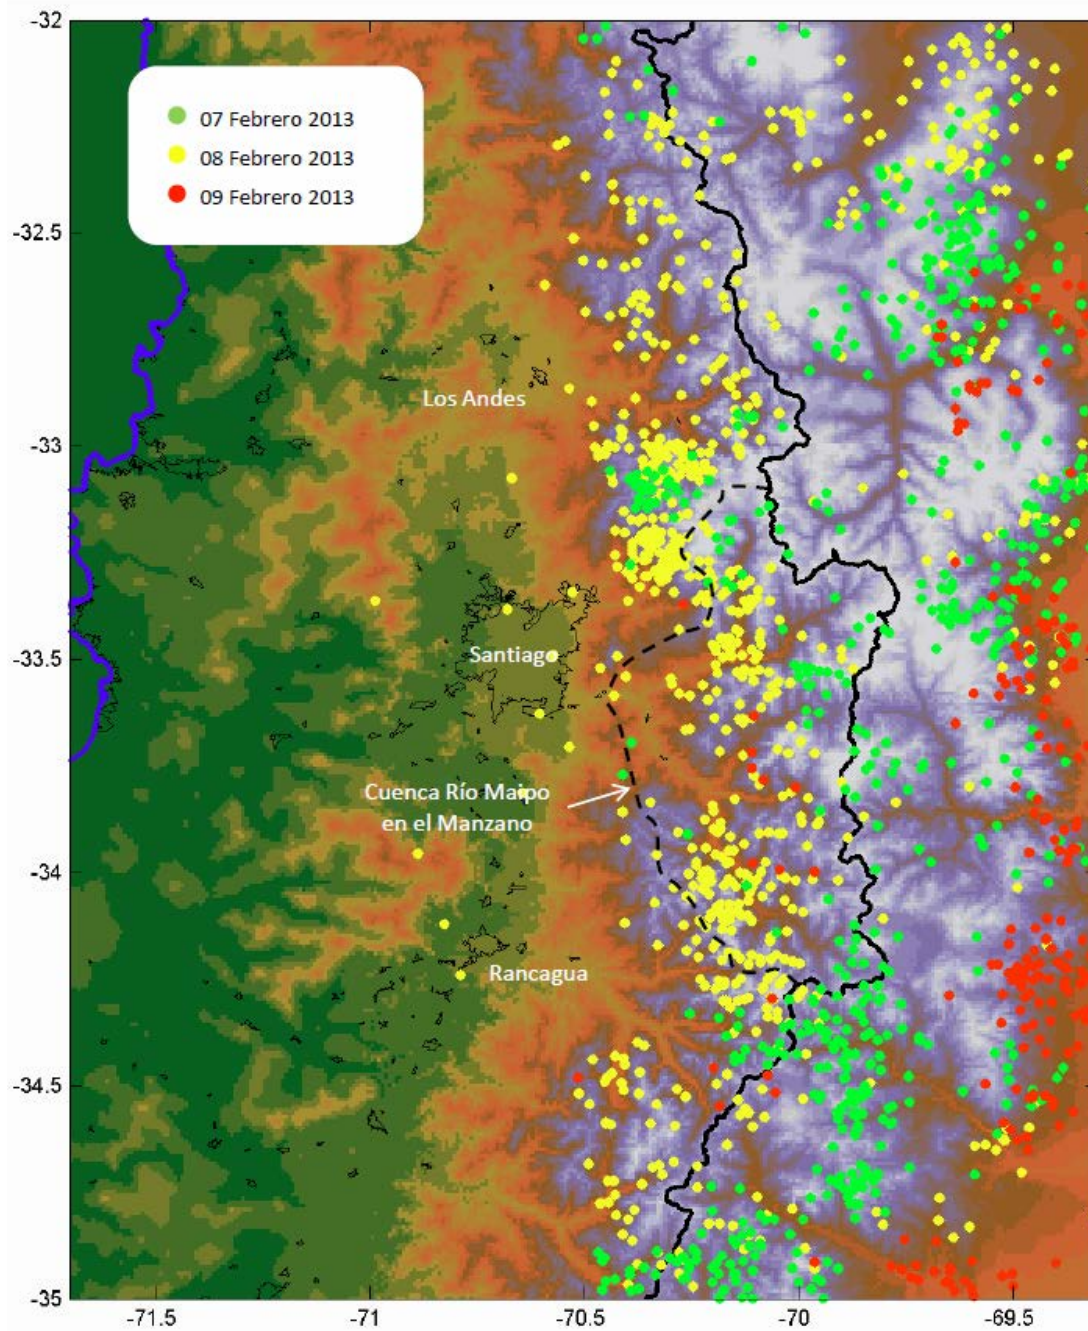 -32
07 Febrero 2013
08 Febrero 2013
09 Febrero 2013
-32.5
Los Andes
-33
Santiago
-33.5
Cuenca Río Maipo
en el Manzano
-34
Rancagua
-34.5
-35
-71.5
-71
-70.5
-70
-69.5